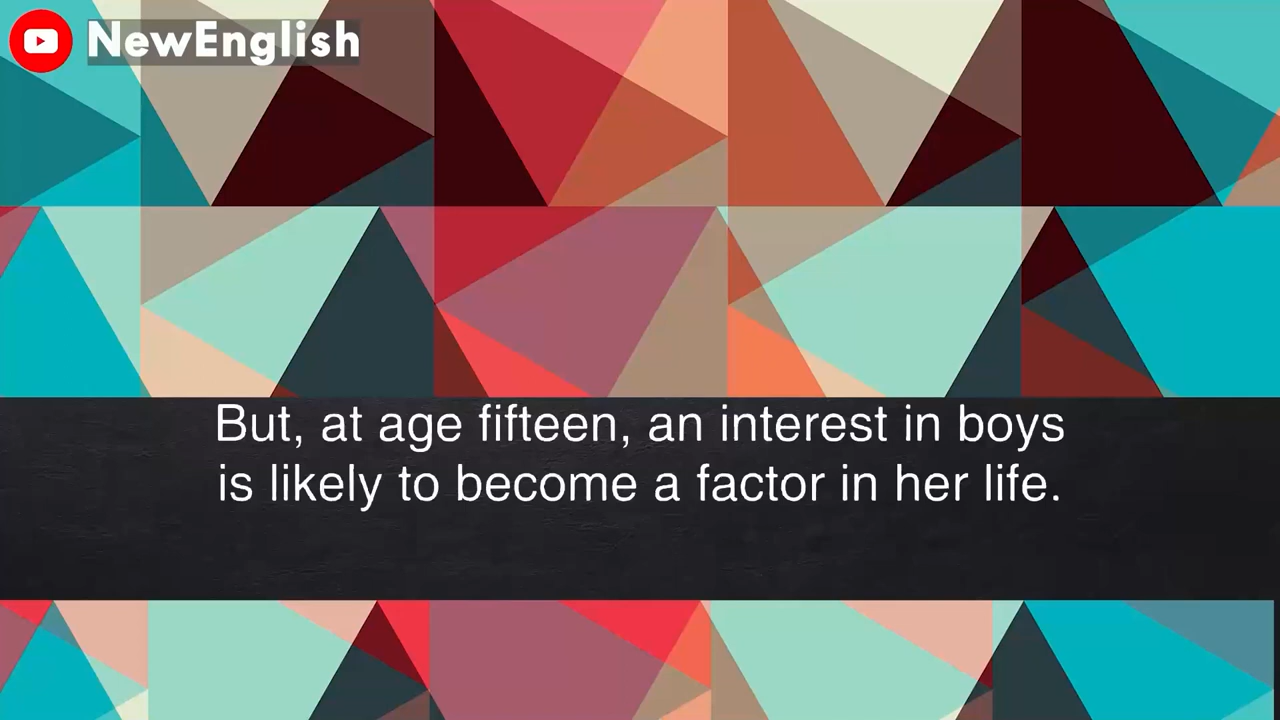 NewEnglish
But, at age fifteen, an interest in boys
is likely to become a factor in her life.